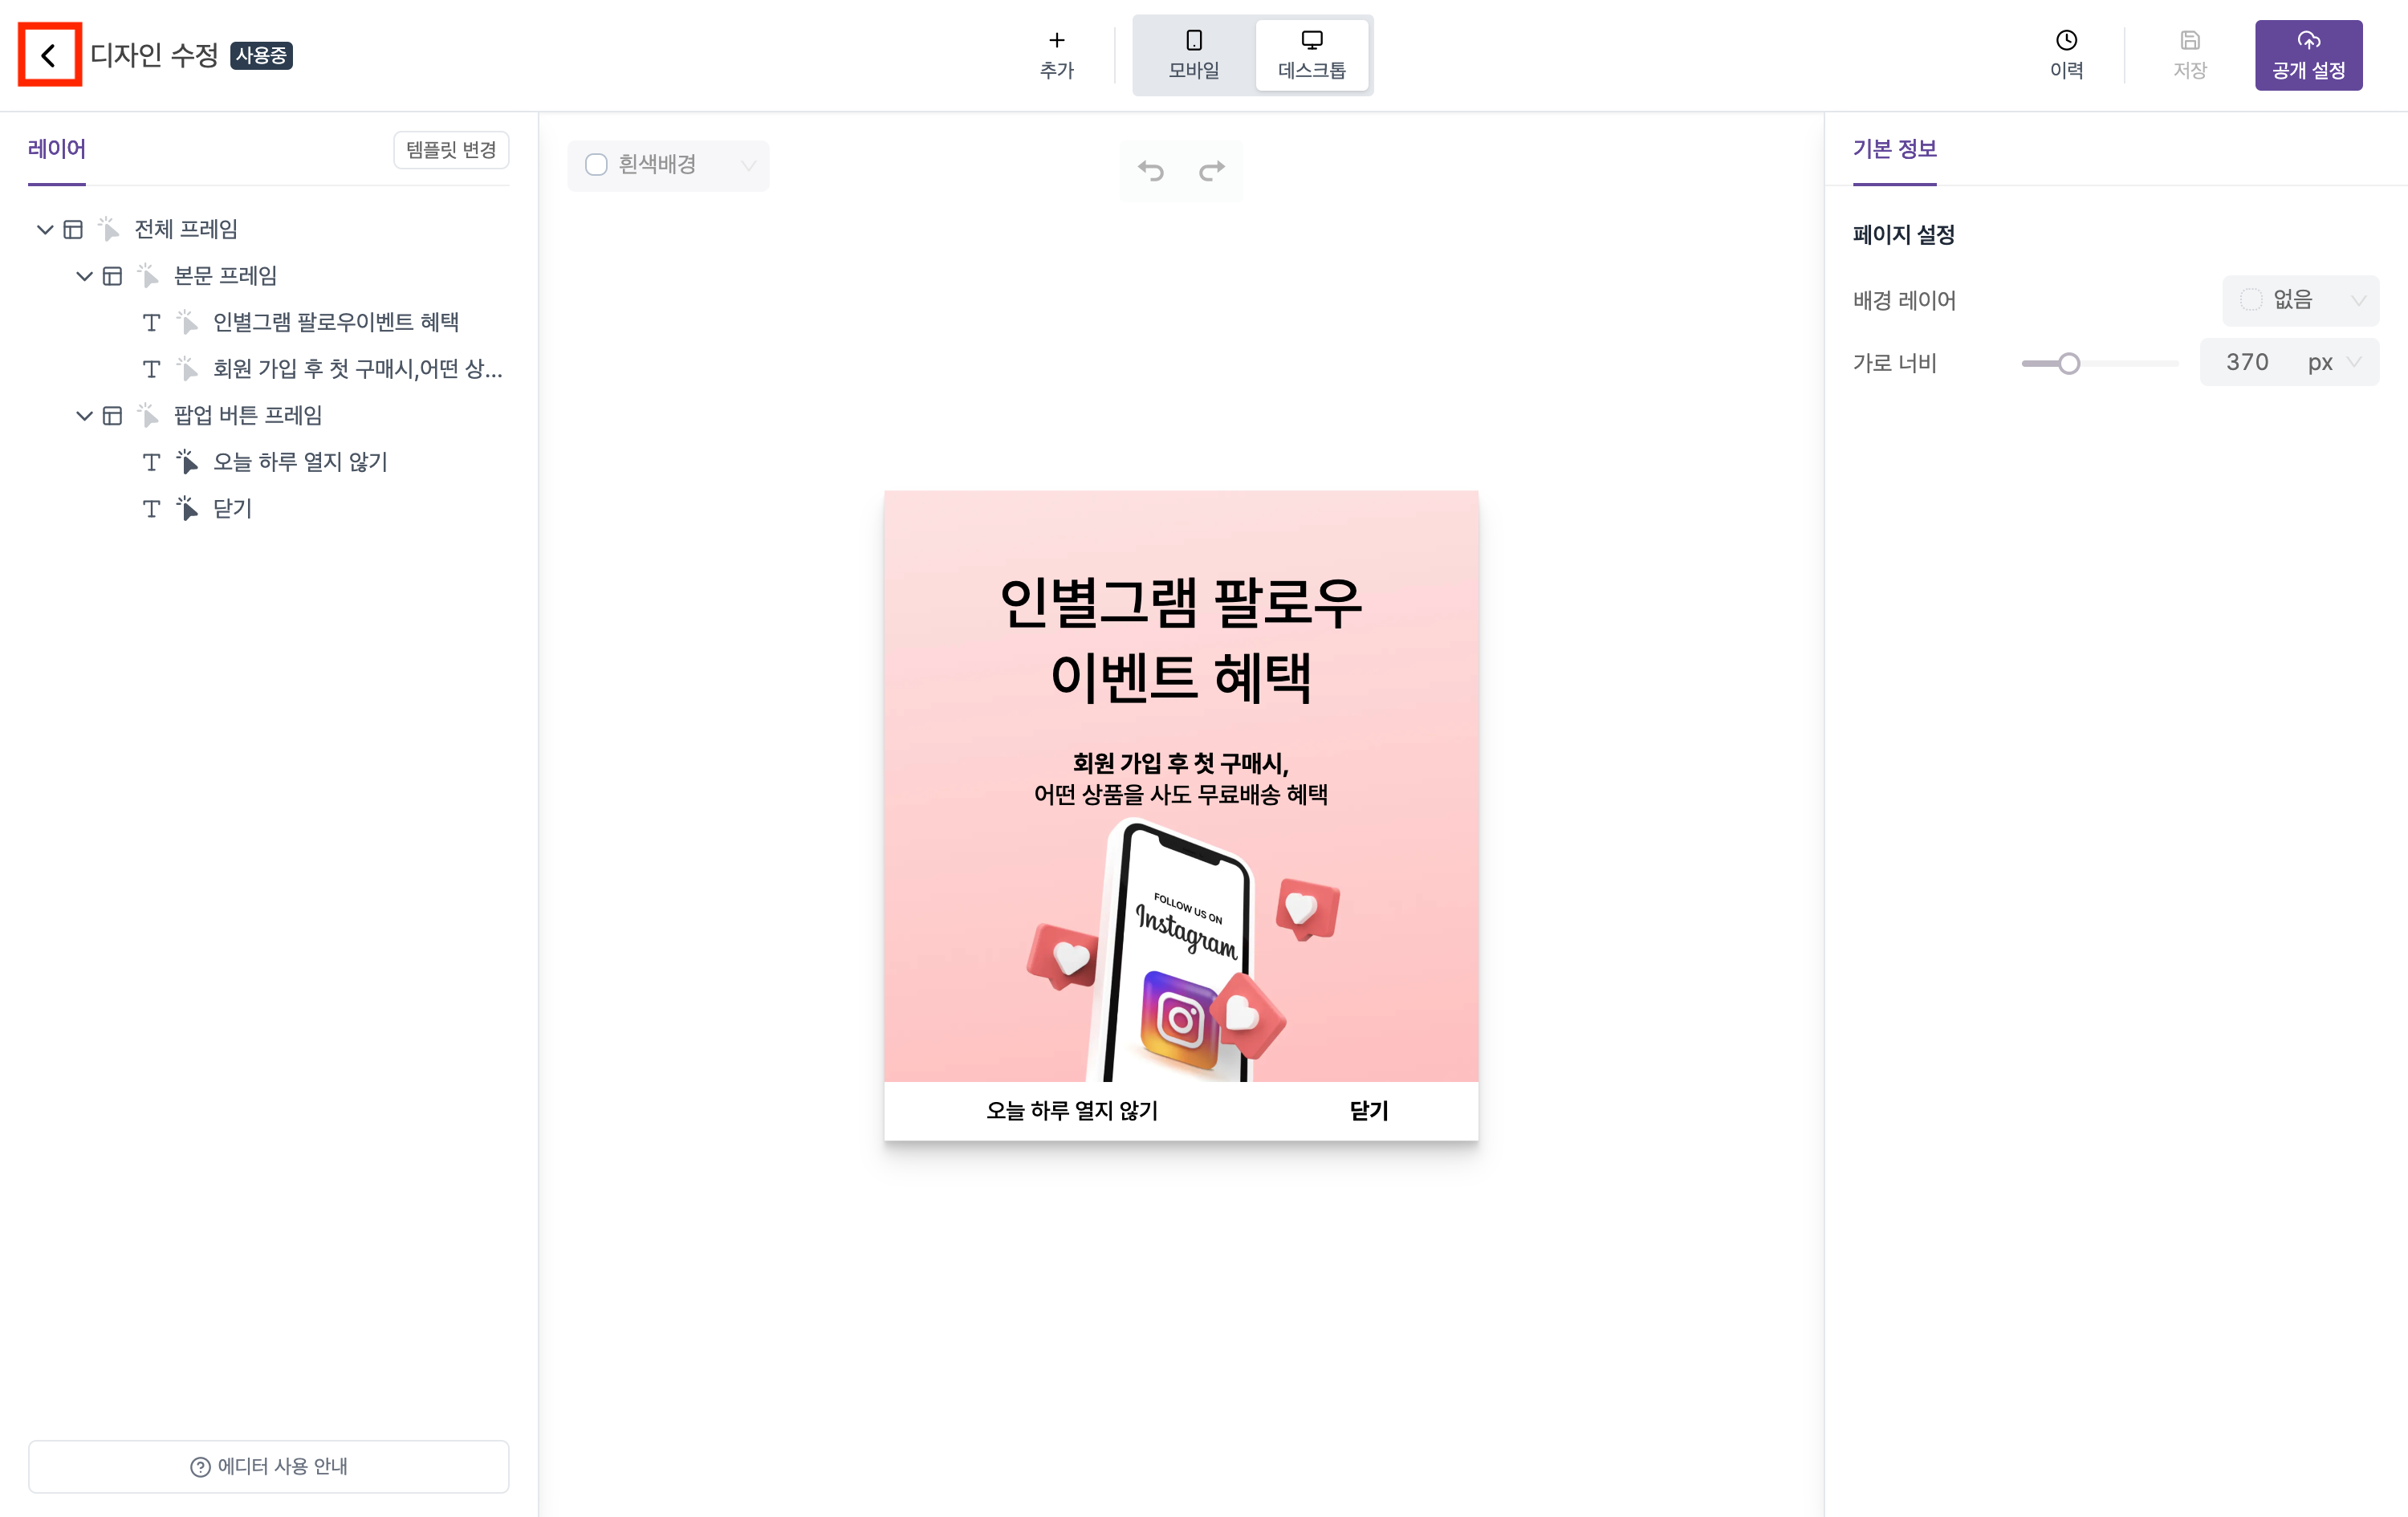 디자인 수정 사용중
추가
모바일
데스크톱
이력
저장
공개 설정
레이어
템플릿 변경
전체 프레임
본문 프레임
인별그램 팔로우이벤트 혜택
회원 가입 후 첫 구매시,어떤 상...
팝업 버튼 프레임
오늘 하루 열지 않기
닫기
에디터 사용 안내
흰색배경
인별그램 팔로우
이벤트 혜택
회원 가입 후 첫 구매시,
어떤 상품을 사도 무료배송 혜택
FOLLOW US ON
Instagram
오늘 하루 열지 않기
닫기
기본 정보
페이지 설정
배경 레이어
없음
가로 너비
370 px